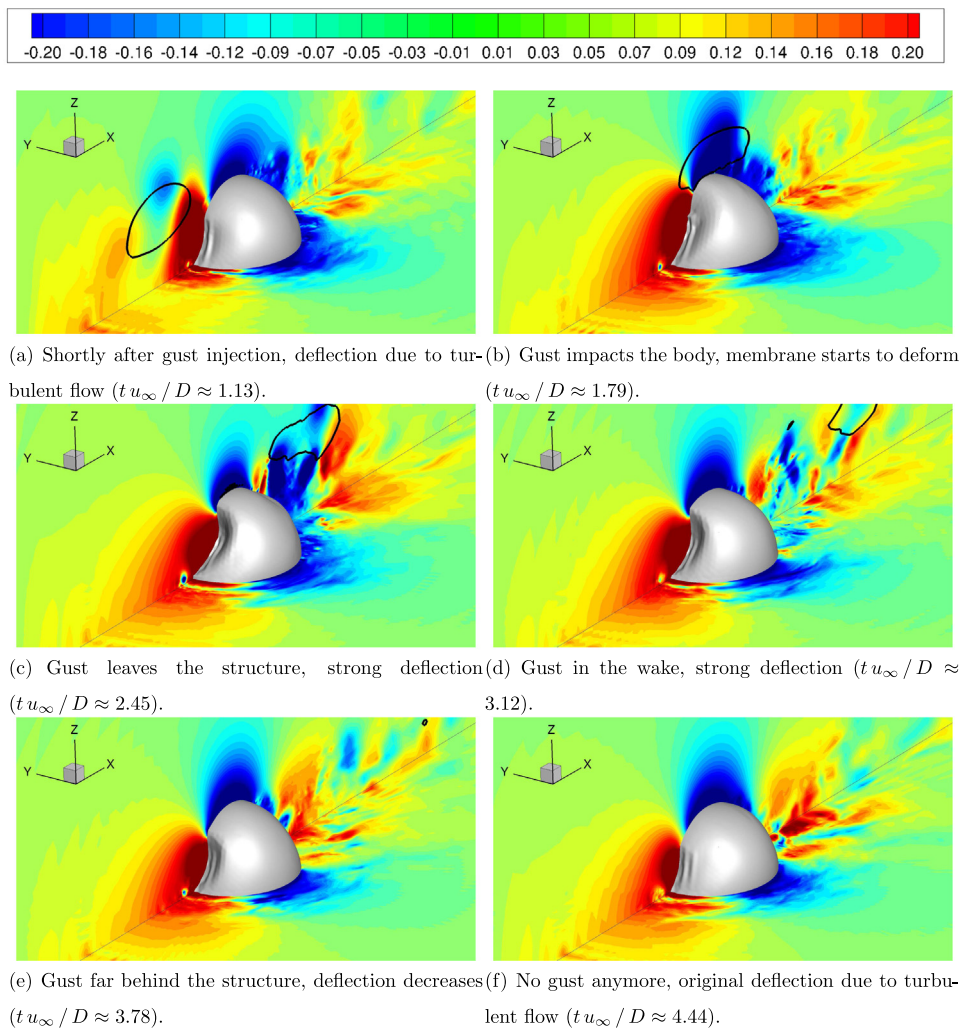 -0.20 -0.18 -0.16 -0.14 -0.12 -0.09 -0.07 -0.05 -0.03 -0.01 0.01 0.03 0.05 0.07 0.09 0.12 0.14 0.16 0.18 0.20
Z
Y
X
Z
Y
X
(a) Shortly after gust injection, deflection due to tur-
bulent flow (t u∞ / D ≈ 1.13).
(b) Gust impacts the body, membrane starts to deform
(t u∞ / D ≈ 1.79).
Z
Y
X
Z
Y
X
(c) Gust leaves the structure, strong deflection
(t u∞ / D ≈ 2.45).
(d) Gust in the wake, strong deflection (t u∞ / D ≈
3.12).
Z
Y
X
Z
Y
X
(e) Gust far behind the structure, deflection decreases
(t u∞ / D ≈ 3.78).
(f) No gust anymore, original deflection due to turbu-
lent flow (t u∞ / D ≈ 4.44).